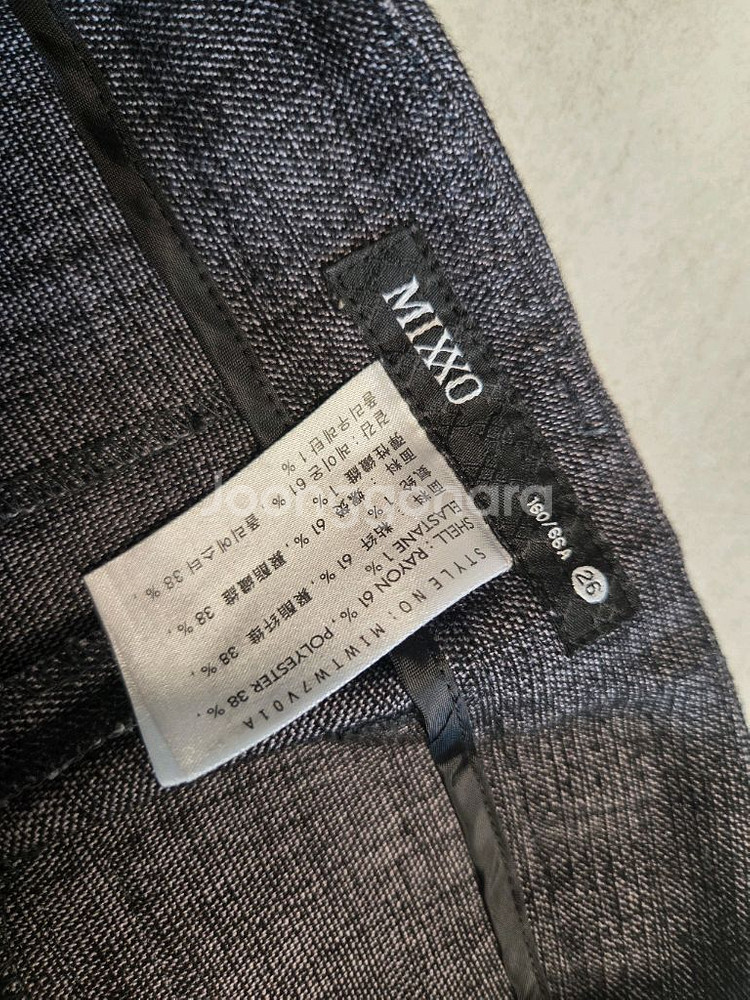 MIXXO
160/66A
26
STYLE NO: MIWTW7V01A
SHELL: RAYON 61 %, POLYESTER 38 %,
ELASTANE 1 %
面料: 粘纤 61 %, 聚酯纤维 38 %,
氨纶 1 %
面料: 螺縈 61 %, 聚酯纖維 38 %,
彈性纖維 1 %
겉감: 레이온 61 %, 폴리에스터 38 %,
폴리우레탄 1 %
Joonggonara